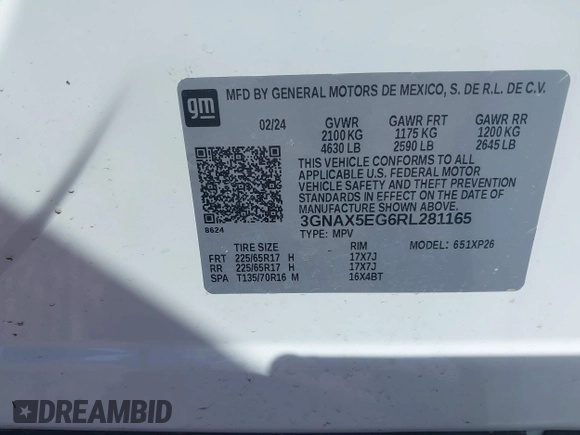 gm
MFD BY GENERAL MOTORS DE MEXICO, S. DE R.L. DE C.V.
02/24 GVWR GAWR FRT GAWR RR
2100 KG 1175 KG 1200 KG
4630 LB 2590 LB 2645 LB
THIS VEHICLE CONFORMS TO ALL
APPLICABLE U.S. FEDERAL MOTOR
VEHICLE SAFETY AND THEFT PREVENTION
STANDARDS IN EFFECT ON THE DATE OF
MANUFACTURE SHOWN ABOVE.
3GNAX5EG6RL281165
8624
TYPE: MPV MODEL: 651XP26
TIRE SIZE RIM
FRT 225/65R17 H 17X7J
RR 225/65R17 H 17X7J
SPA T135/70R16 M 16X4BT
DREAMBID